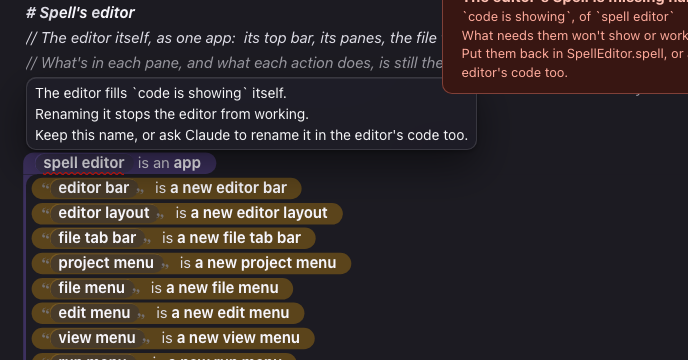 # Spell's editor
// The editor itself, as one app: its top bar, its panes, the file
// What's in each pane, and what each action does, is still the
`code is showing`, of `spell editor`
What needs them won't show or work
Put them back in SpellEditor.spell, or
editor's code too.
The editor fills `code is showing` itself.
Renaming it stops the editor from working.
Keep this name, or ask Claude to rename it in the editor's code too.
spell editor is an app
“ editor bar ” is a new editor bar
“ editor layout ” is a new editor layout
“ file tab bar ” is a new file tab bar
“ project menu ” is a new project menu
“ file menu ” is a new file menu
“ edit menu ” is a new edit menu
“ view menu ” is a new view menu